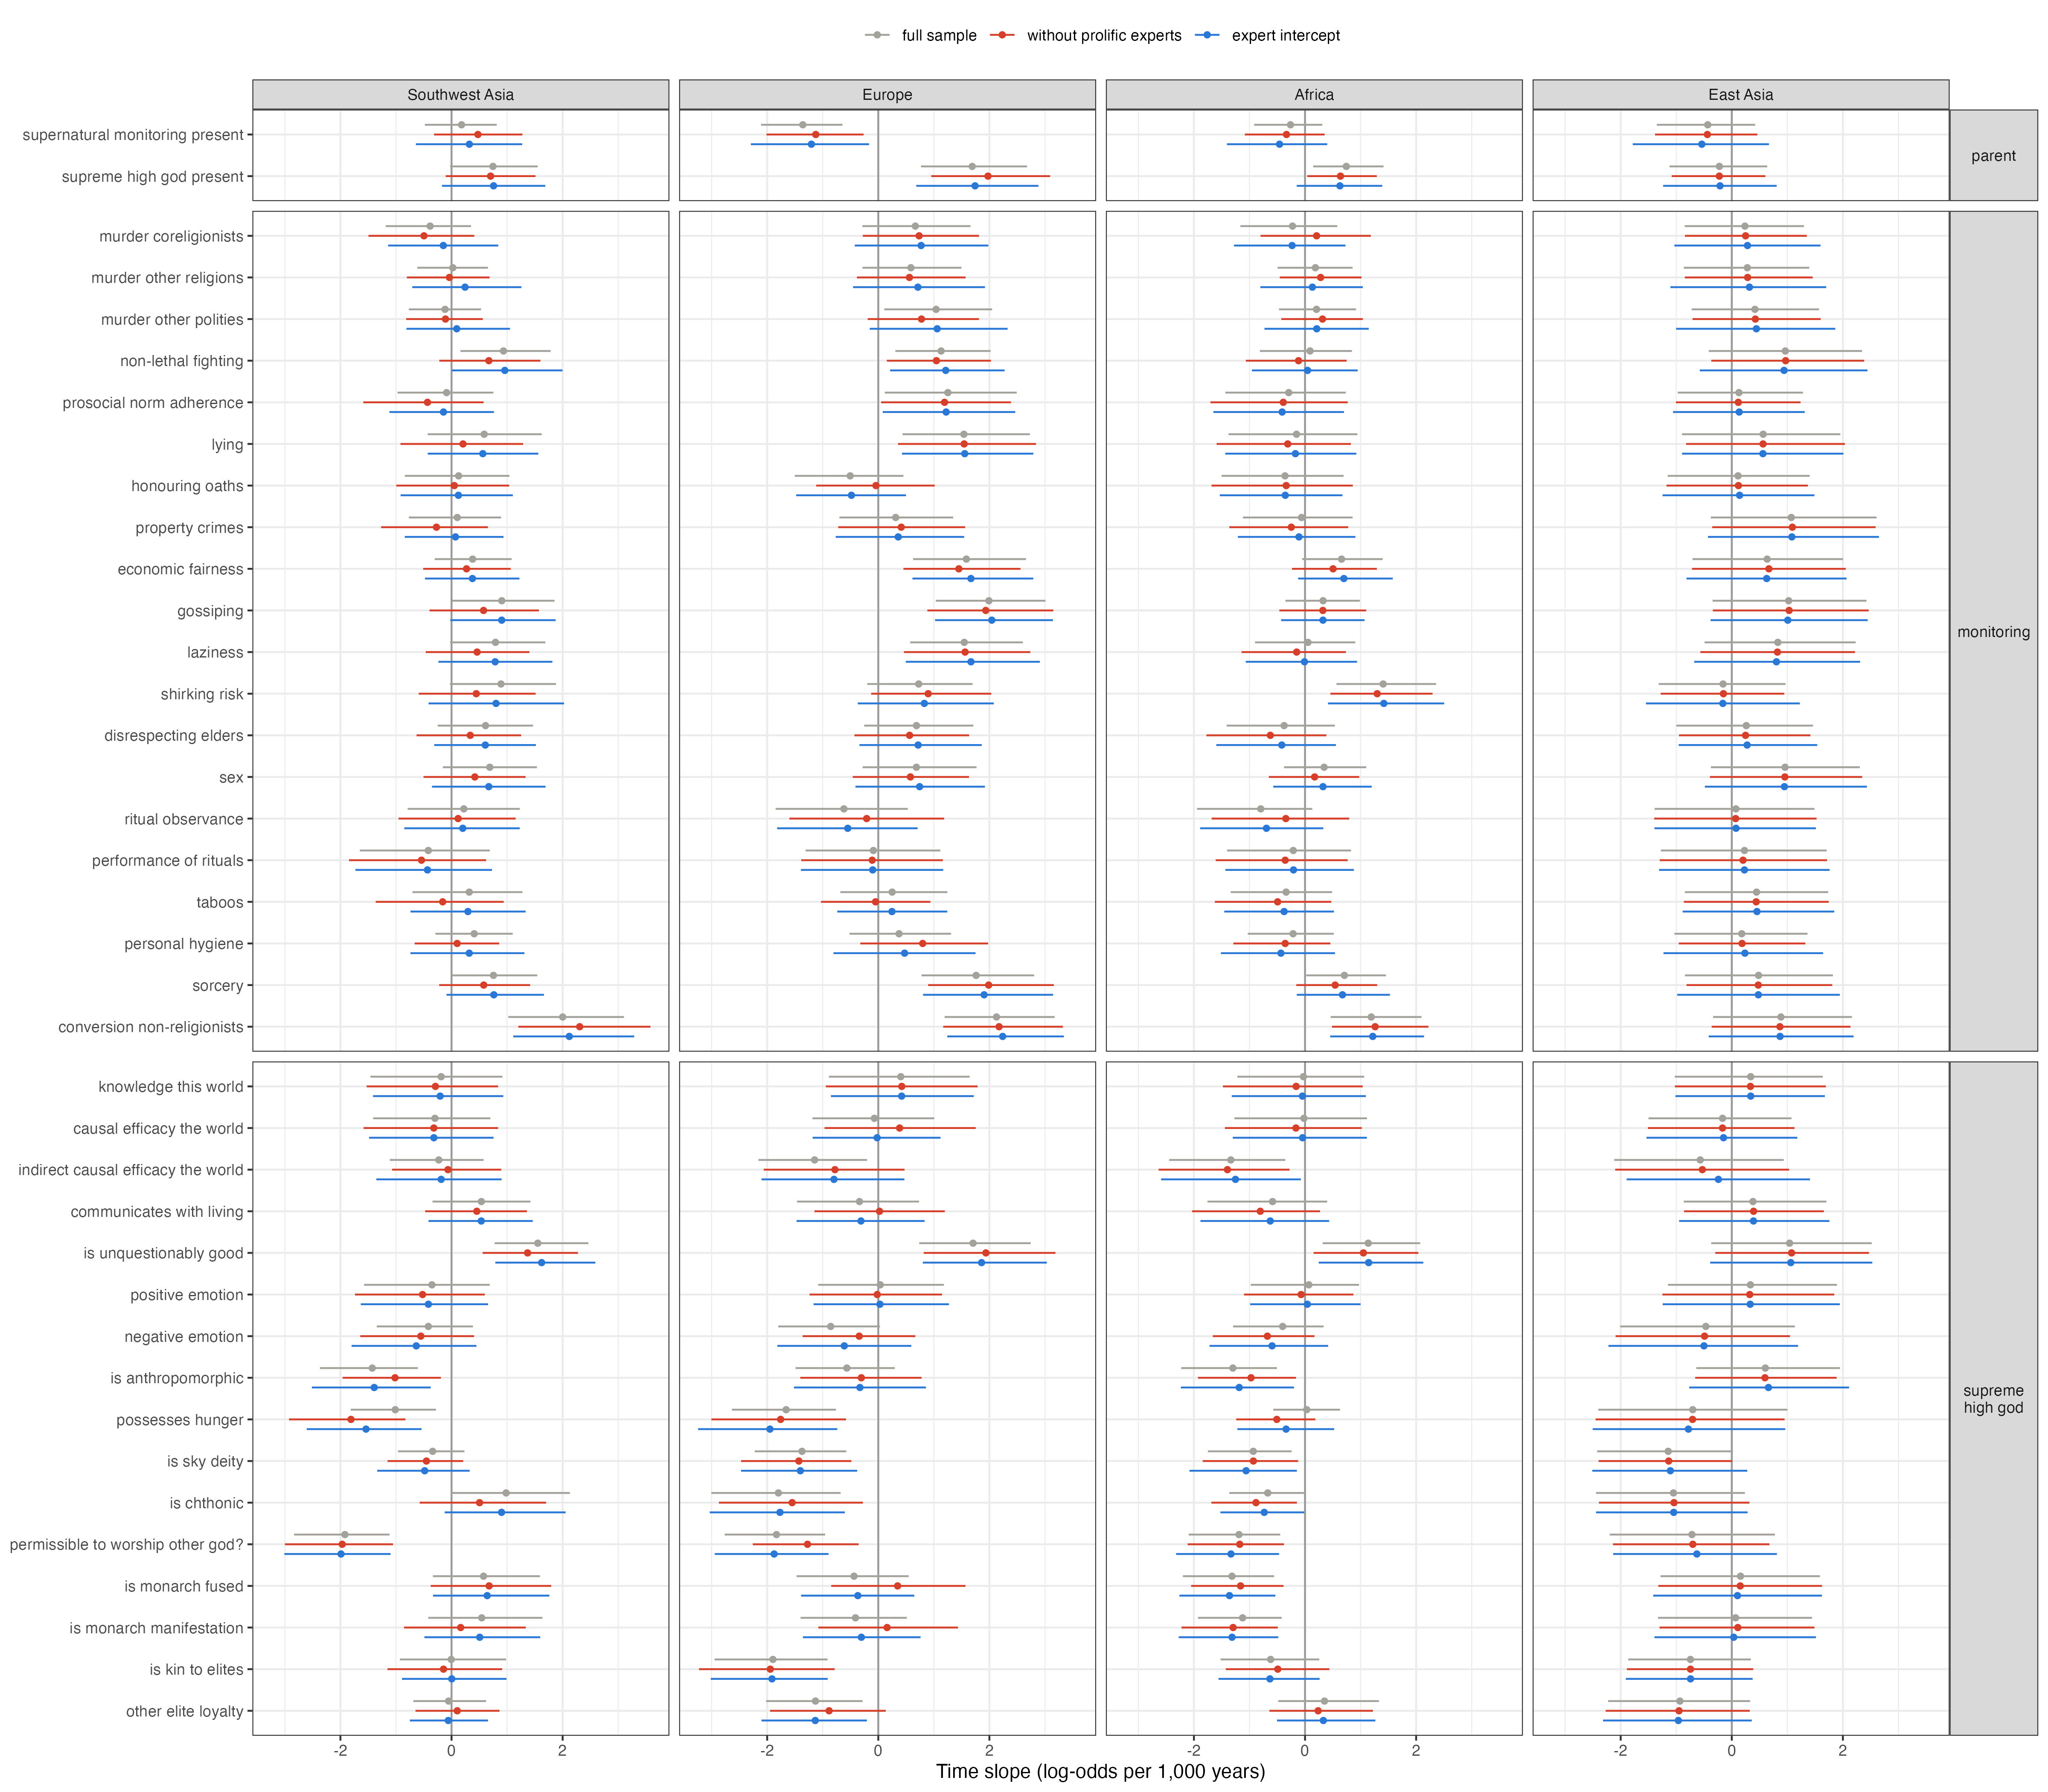 full sample without prolific experts expert intercept
Southwest Asia Europe Africa East Asia
supernatural monitoring present
supreme high god present
parent
murder coreligionists
murder other religions
murder other polities
non-lethal fighting
prosocial norm adherence
lying
honouring oaths
property crimes
economic fairness
gossiping
laziness
shirking risk
disrespecting elders
sex
ritual observance
performance of rituals
taboos
personal hygiene
sorcery
conversion non-religionists
monitoring
knowledge this world
causal efficacy the world
indirect causal efficacy the world
communicates with living
is unquestionably good
positive emotion
negative emotion
is anthropomorphic
possesses hunger
is sky deity
is chthonic
permissible to worship other god?
is monarch fused
is monarch manifestation
is kin to elites
other elite loyalty
supreme
high god
-2 0 2 -2 0 2 -2 0 2 -2 0 2
Time slope (log-odds per 1,000 years)